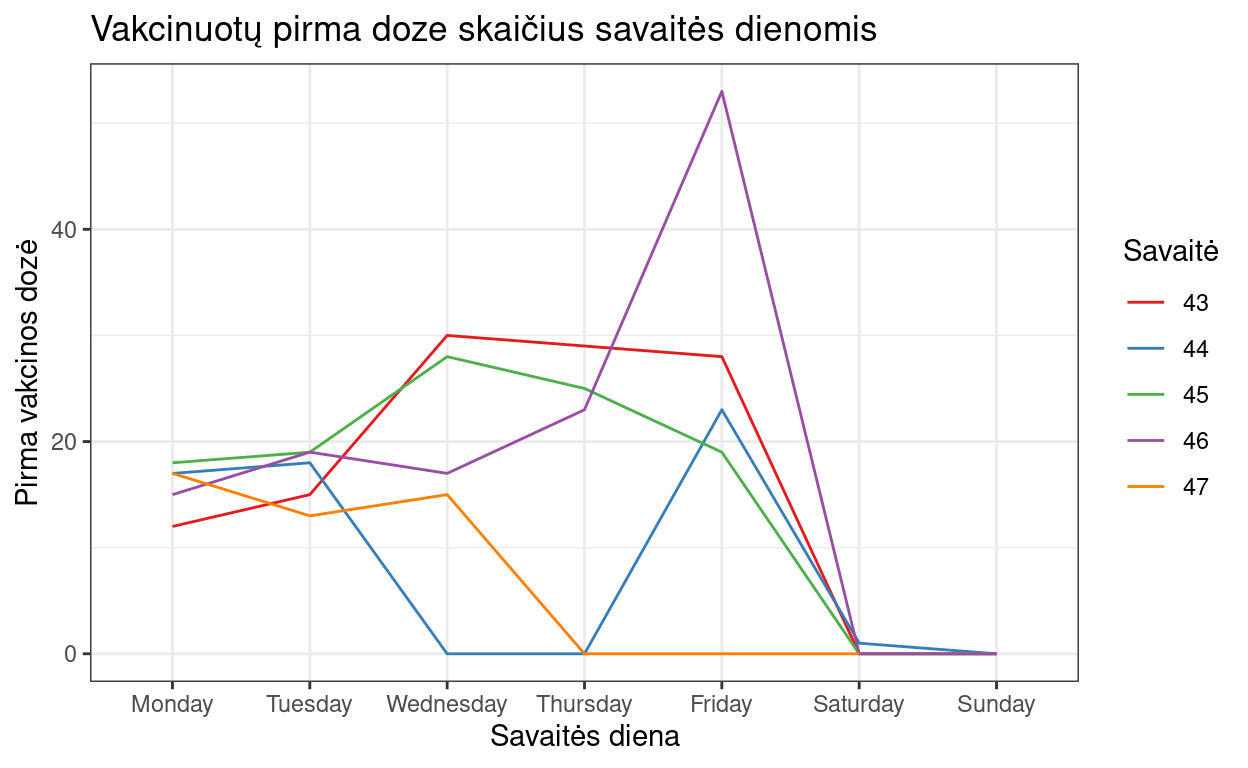 Vakcinuotų pirma doze skaičius savaitės dienomis
Pirma vakcinos dozė
40
20
0
Monday Tuesday Wednesday Thursday Friday Saturday Sunday
Savaitės diena
Savaitė
43
44
45
46
47